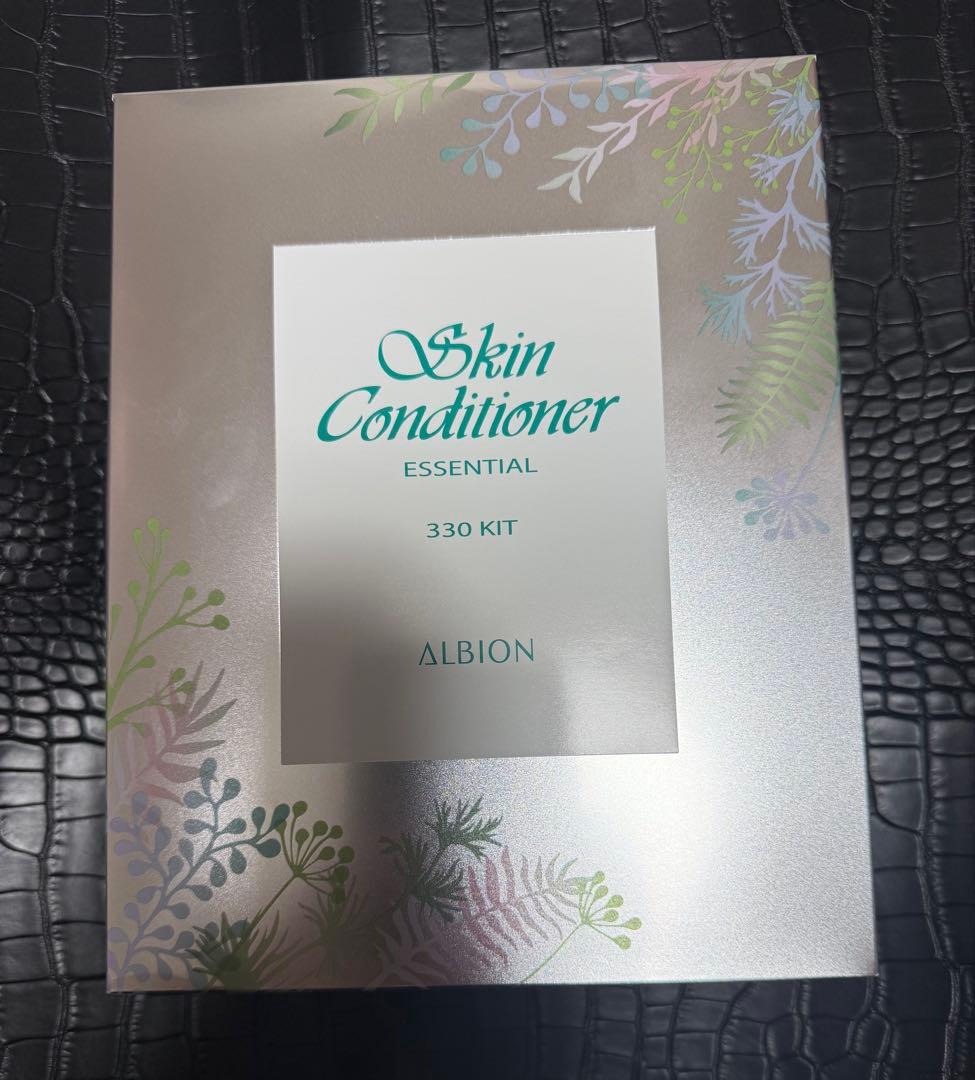 Skin
Conditioner
ESSENTIAL
330 KIT
ALBION